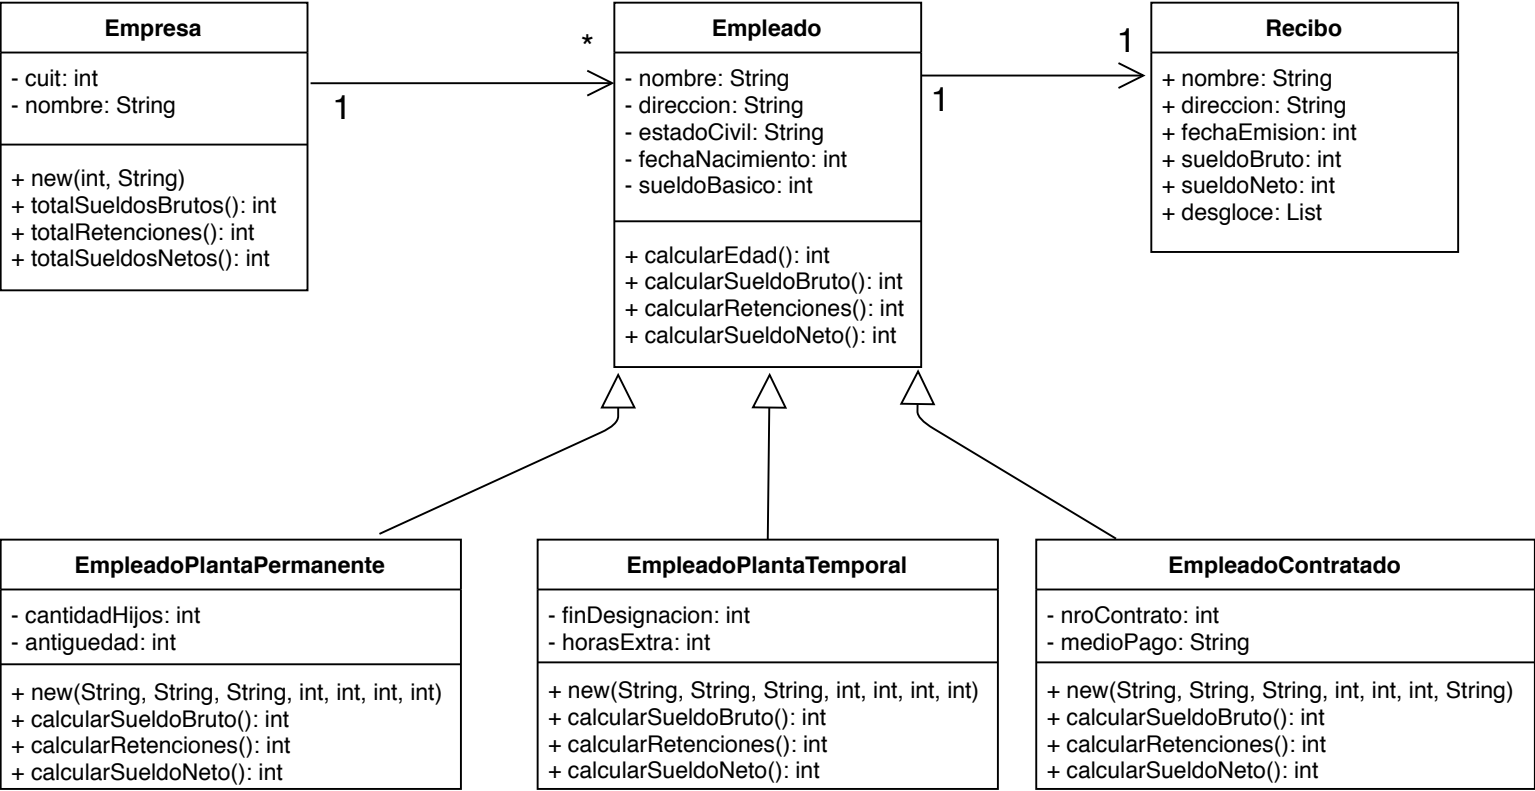 Empresa
- cuit: int
- nombre: String
+ new(int, String)
+ totalSueldosBrutos(): int
+ totalRetenciones(): int
+ totalSueldosNetos(): int
1
*
Empleado
- nombre: String
- direccion: String
- estadoCivil: String
- fechaNacimiento: int
- sueldoBasico: int
+ calcularEdad(): int
+ calcularSueldoBruto(): int
+ calcularRetenciones(): int
+ calcularSueldoNeto(): int
1
1
Recibo
+ nombre: String
+ direccion: String
+ fechaEmision: int
+ sueldoBruto: int
+ sueldoNeto: int
+ desgloce: List
EmpleadoPlantaPermanente
- cantidadHijos: int
- antiguedad: int
+ new(String, String, String, int, int, int, int)
+ calcularSueldoBruto(): int
+ calcularRetenciones(): int
+ calcularSueldoNeto(): int
EmpleadoPlantaTemporal
- finDesignacion: int
- horasExtra: int
+ new(String, String, String, int, int, int, int)
+ calcularSueldoBruto(): int
+ calcularRetenciones(): int
+ calcularSueldoNeto(): int
EmpleadoContratado
- nroContrato: int
- medioPago: String
+ new(String, String, String, int, int, int, String)
+ calcularSueldoBruto(): int
+ calcularRetenciones(): int
+ calcularSueldoNeto(): int